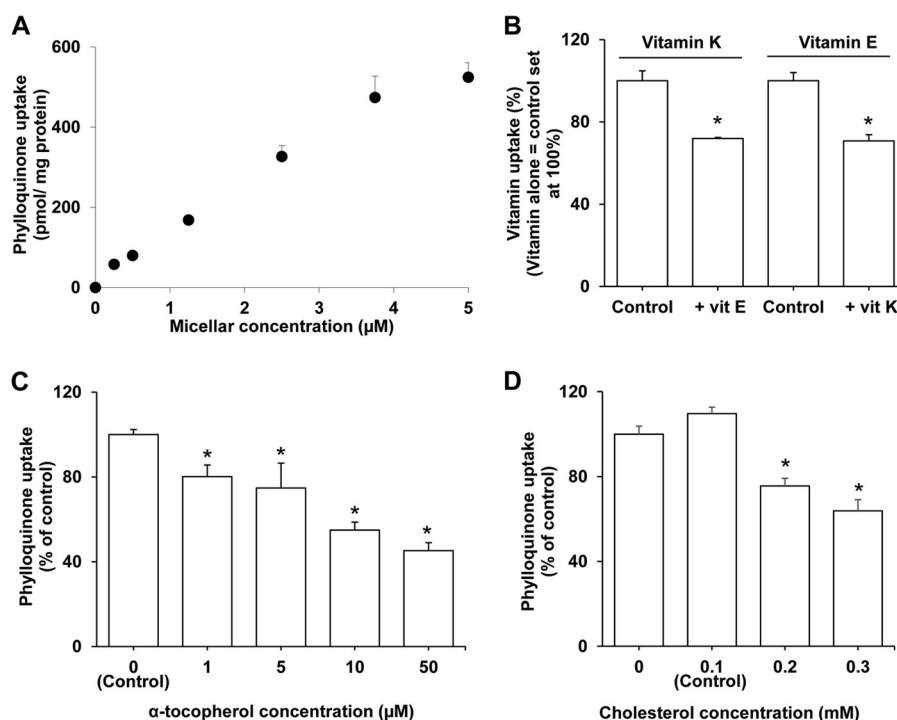 A
600
400
200
0
Phylloquinone uptake
(pmol/ mg protein)
0 1 2 3 4 5
Micellar concentration (µM)
B
Vitamin K Vitamin E
120
80
40
0
Vitamin uptake (%)
(Vitamin alone = control set
at 100%)
* *
Control + vit E Control + vit K
C
120
80
40
0
Phylloquinone uptake
(% of control)
* * * *
0 1 5 10 50
(Control)
α-tocopherol concentration (µM)
D
120
80
40
0
Phylloquinone uptake
(% of control)
* *
0 0.1 0.2 0.3
(Control)
Cholesterol concentration (mM)